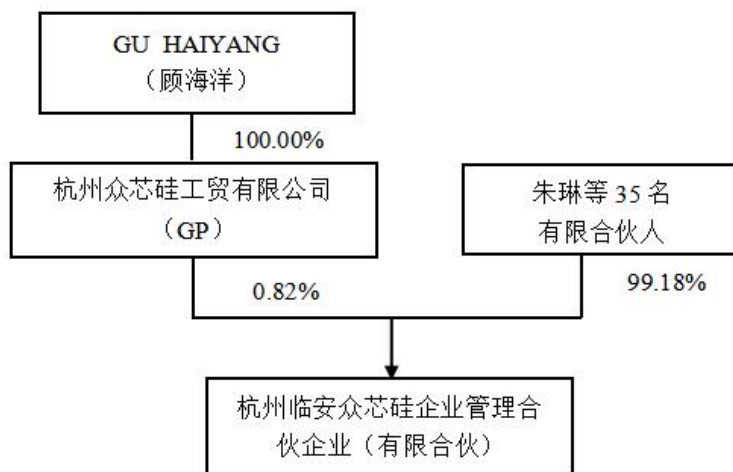 GU HAIYANG
（顾海洋）
100.00%
杭州众芯硅工贸有限公司
（GP）
朱琳等 35 名
有限合伙人
0.82%
99.18%
杭州临安众芯硅企业管理合
伙企业（有限合伙）